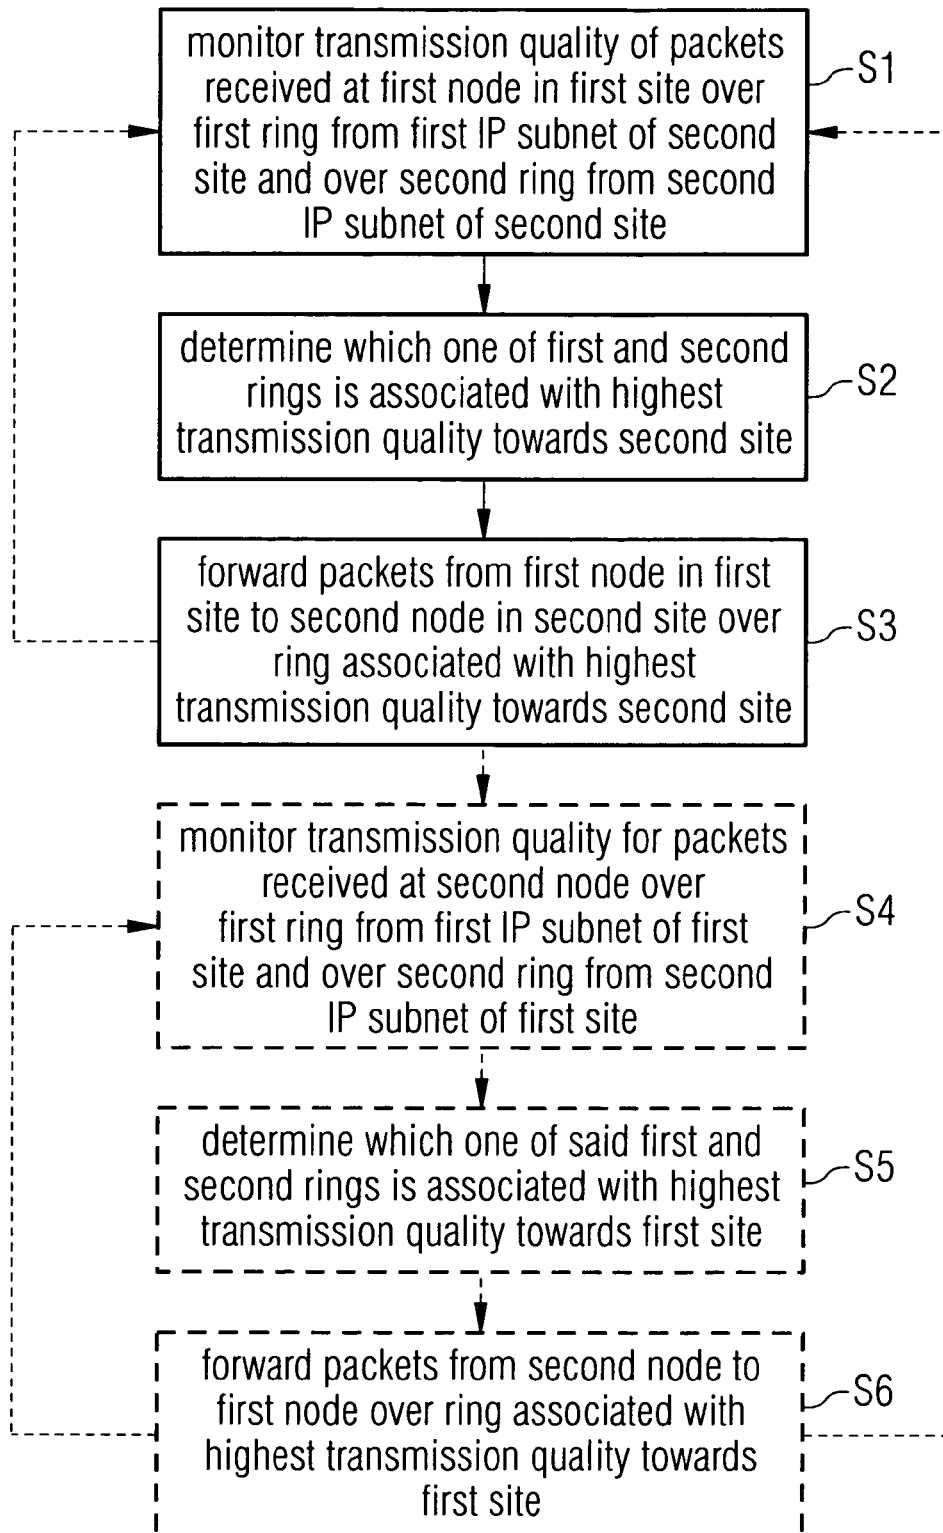 monitor transmission quality of packets
received at first node in first site over
first ring from first IP subnet of second
site and over second ring from second
IP subnet of second site
S1
determine which one of first and second
rings is associated with highest
transmission quality towards second site
S2
forward packets from first node in first
site to second node in second site over
ring associated with highest
transmission quality towards second site
S3
monitor transmission quality for packets
received at second node over
first ring from first IP subnet of first
site and over second ring from second
IP subnet of first site
S4
determine which one of said first and
second rings is associated with highest
transmission quality towards first site
S5
forward packets from second node to
first node over ring associated with
highest transmission quality towards
first site
S6